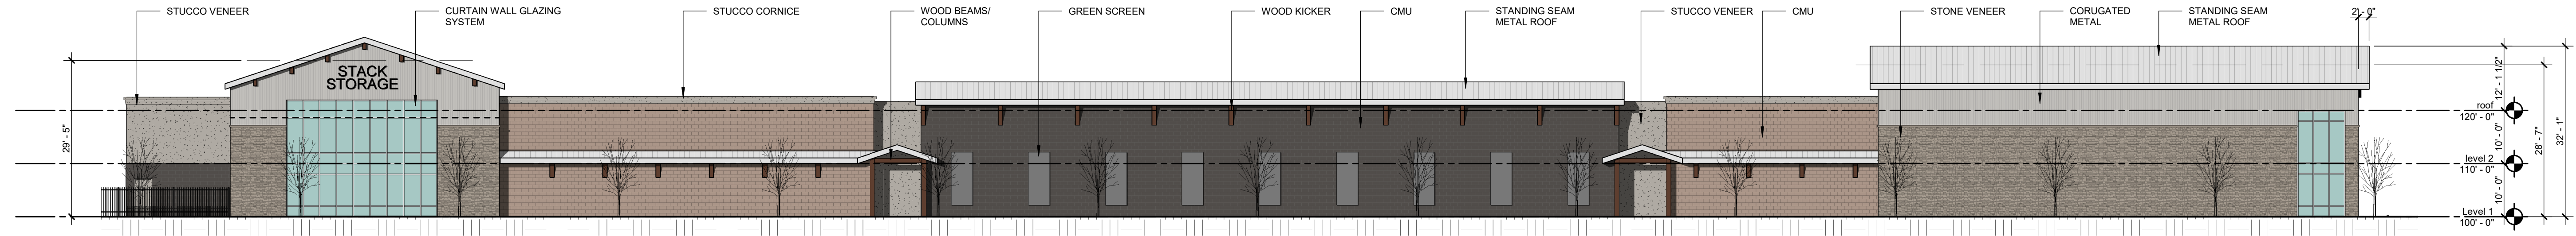 STUCCO VENEER
CURTAIN WALL GLAZING
SYSTEM
STUCCO CORNICE
WOOD BEAMS/
COLUMNS
GREEN SCREEN
WOOD KICKER
CMU
STANDING SEAM
METAL ROOF
STUCCO VENEER
CMU
STONE VENEER
CORUGATED
METAL
STANDING SEAM
METAL ROOF
2' - 0"
STACK
STORAGE
29' - 5"
12' - 1 1/2"
roof
120' - 0"
10' - 0"
level 2
110' - 0"
10' - 0"
Level 1
100' - 0"
28' - 7"
32' - 1"